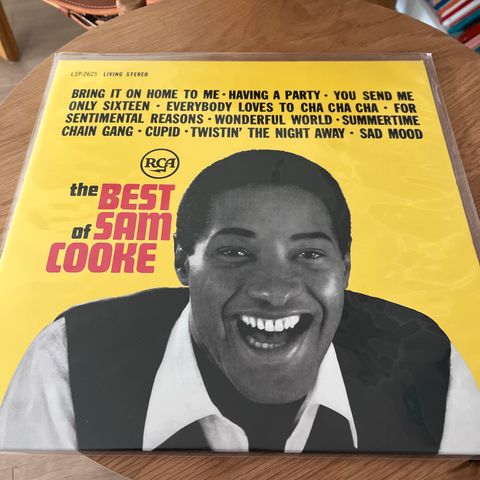 LSP-2625 LIVING STEREO
BRING IT ON HOME TO ME · HAVING A PARTY · YOU SEND ME
ONLY SIXTEEN · EVERYBODY LOVES TO CHA CHA CHA · FOR
SENTIMENTAL REASONS · WONDERFUL WORLD · SUMMERTIME
CHAIN GANG · CUPID · TWISTIN' THE NIGHT AWAY · SAD MOOD
RCA
the BEST
of SAM
COOKE